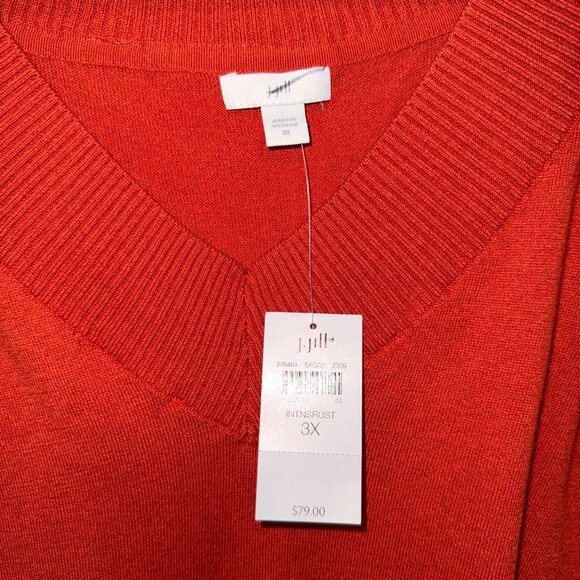 j.jill
MADE IN
VIETNAM
3X
j.jill
INTNSRUST
3X
$79.00